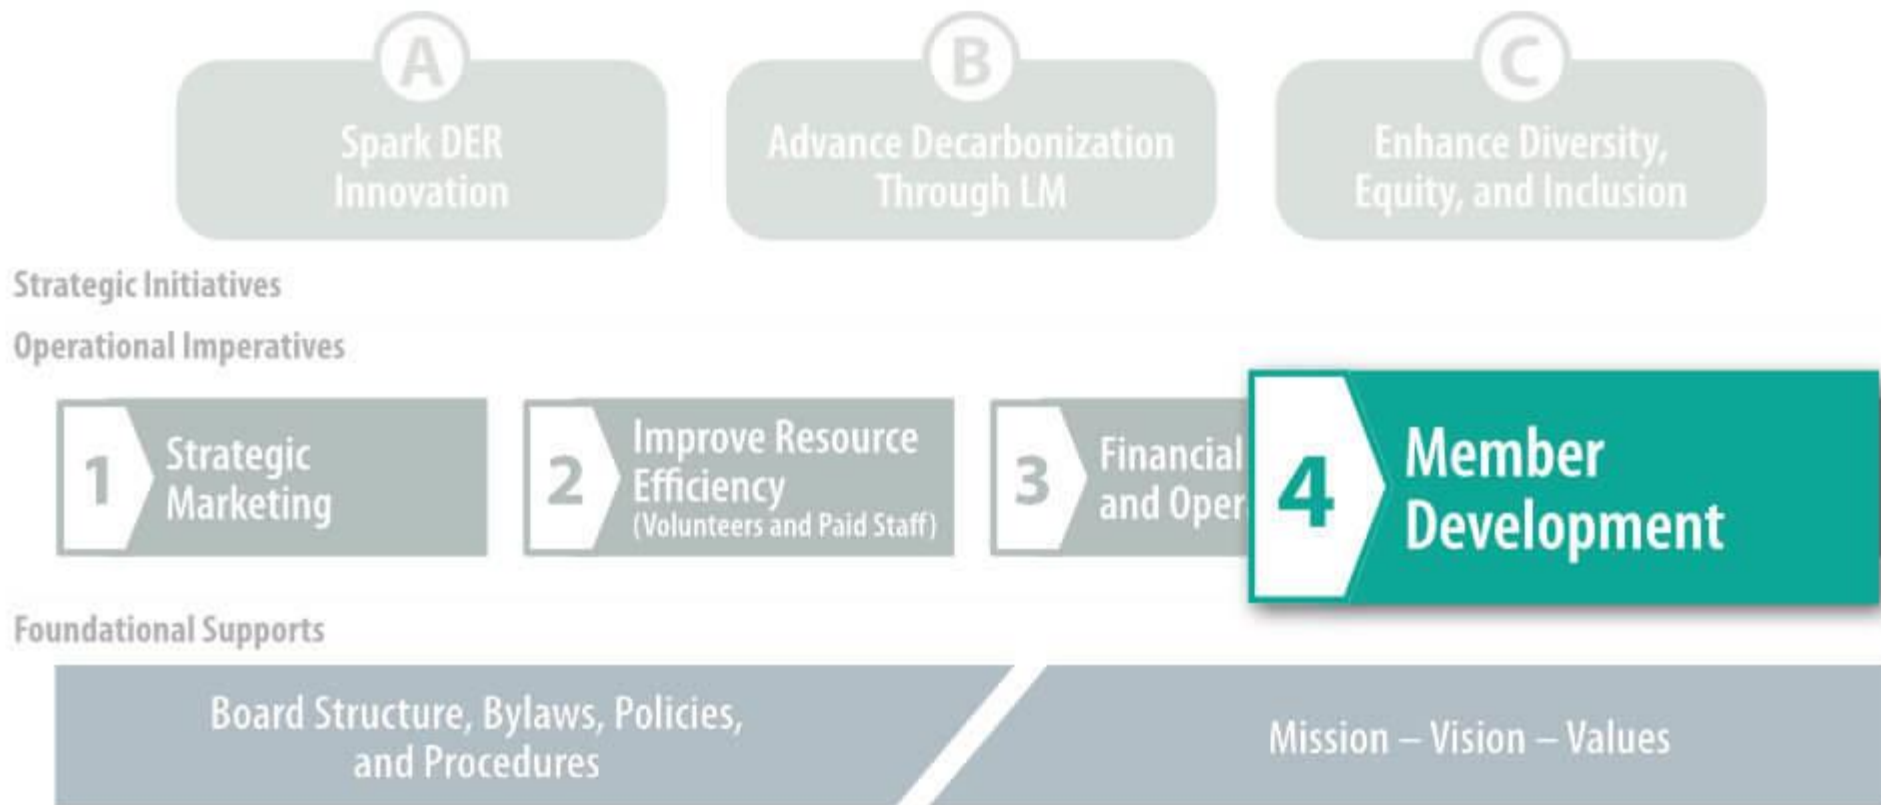 A
Spark DER
Innovation
B
Advance Decarbonization
Through LM
C
Enhance Diversity,
Equity, and Inclusion
Strategic Initiatives
Operational Imperatives
1
Strategic
Marketing
2
Improve Resource
Efficiency
(Volunteers and Paid Staff)
3
Financial
and
4
Member
Development
Foundational Supports
Board Structure, Bylaws, Policies,
and Procedures
Mission – Vision – Values